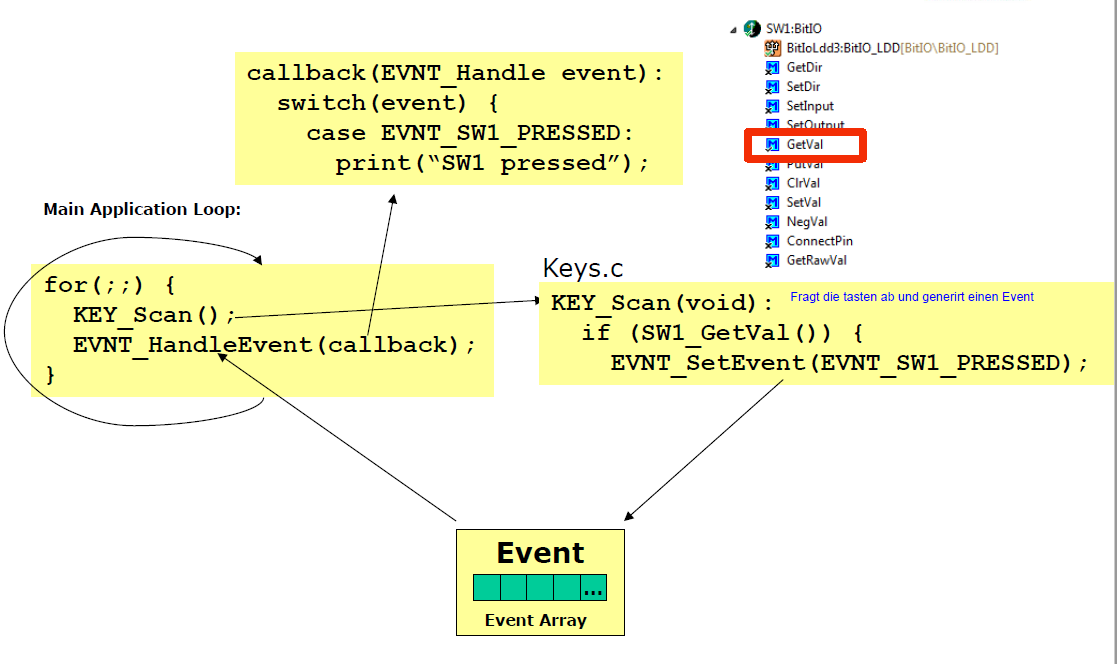 SW1:BitIO
BitIoLdd3:BitIO_LDD[BitIO\BitIO_LDD]
GetDir
SetDir
SetInput
SetOutput
GetVal
PutVal
ClrVal
SetVal
NegVal
ConnectPin
GetRawVal
callback(EVNT_Handle event):
switch(event) {
case EVNT_SW1_PRESSED:
print(“SW1 pressed”);
Main Application Loop:
for(;;) {
KEY_Scan();
EVNT_HandleEvent(callback);
}
Keys.c
KEY_Scan(void):
Fragt die tasten ab und generirt einen Event
if (SW1_GetVal()) {
EVNT_SetEvent(EVNT_SW1_PRESSED);
Event
...
Event Array